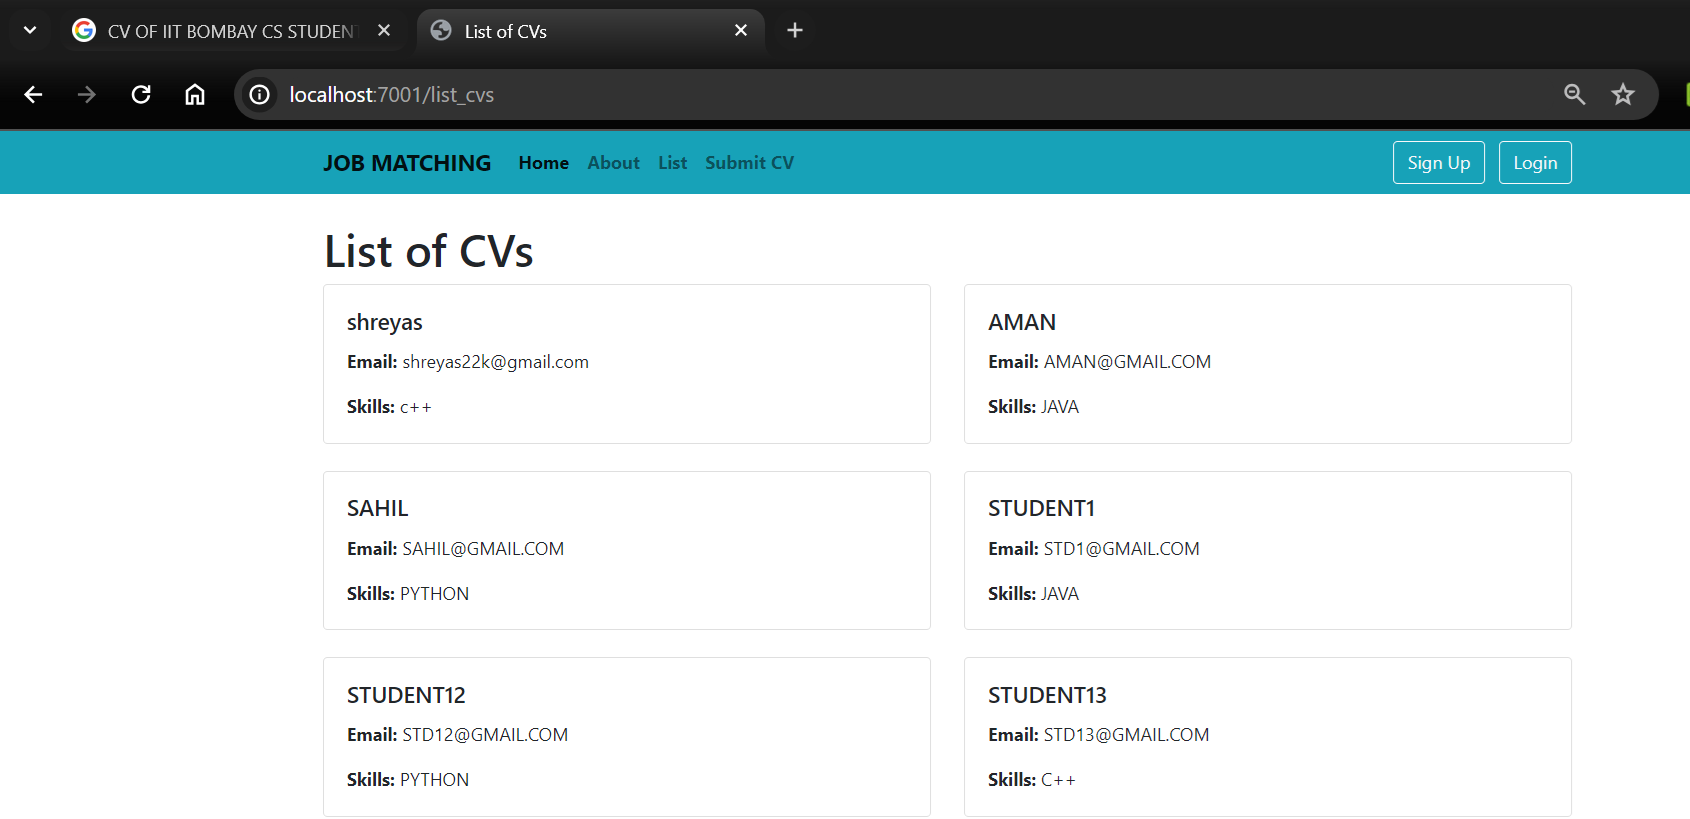 CV OF IIT BOMBAY CS STUDEN
List of CVs
localhost:7001/list_cvs
JOB MATCHING Home About List Submit CV Sign Up Login
List of CVs
shreyas
Email: shreyas22k@gmail.com
Skills: c++
AMAN
Email: AMAN@GMAIL.COM
Skills: JAVA
SAHIL
Email: SAHIL@GMAIL.COM
Skills: PYTHON
STUDENT1
Email: STD1@GMAIL.COM
Skills: JAVA
STUDENT12
Email: STD12@GMAIL.COM
Skills: PYTHON
STUDENT13
Email: STD13@GMAIL.COM
Skills: C++